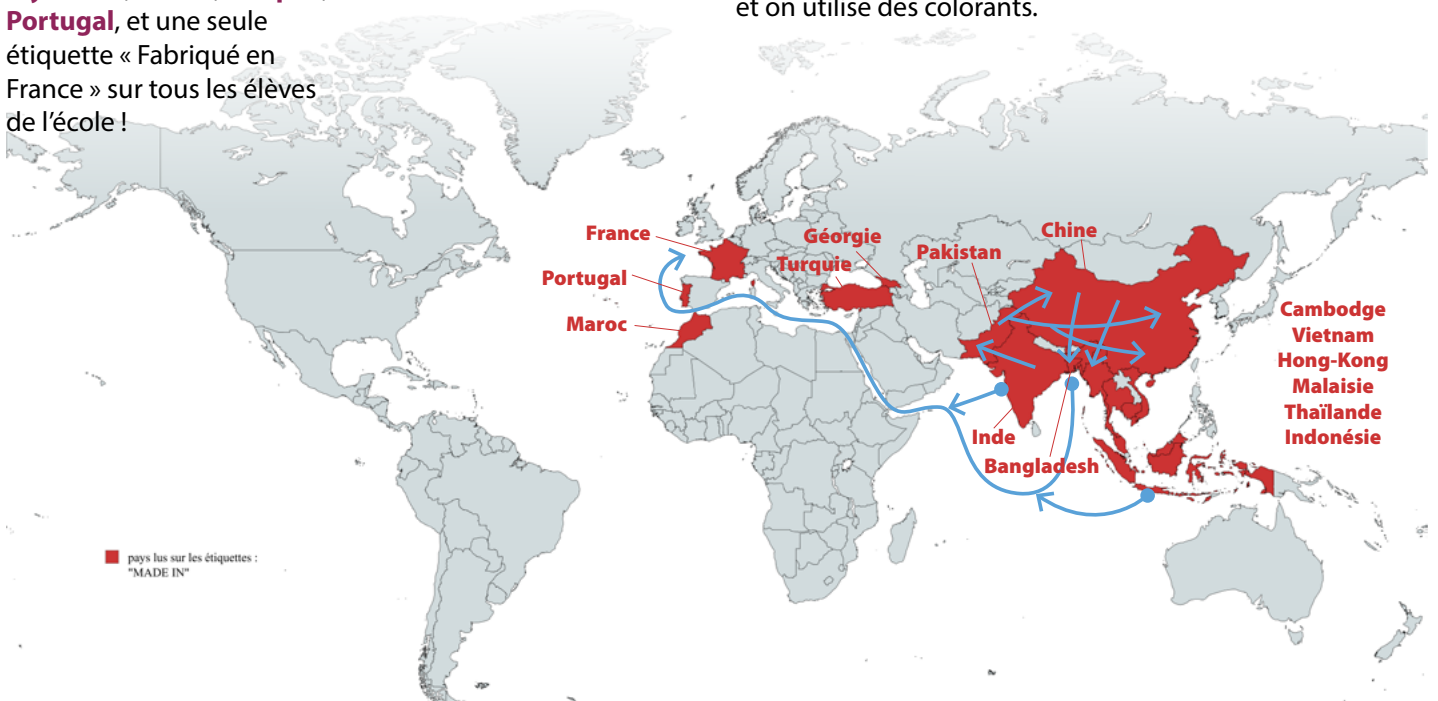 Portugal, et une seule
étiquette « Fabriqué en
France » sur tous les élèves
de l’école !
et on utilise des colorants.
France
Portugal
Maroc
Géorgie
Turquie
Pakistan
Chine
Inde
Bangladesh
Cambodge
Vietnam
Hong-Kong
Malaisie
Thaïlande
Indonésie
pays lus sur les étiquettes :
"MADE IN"